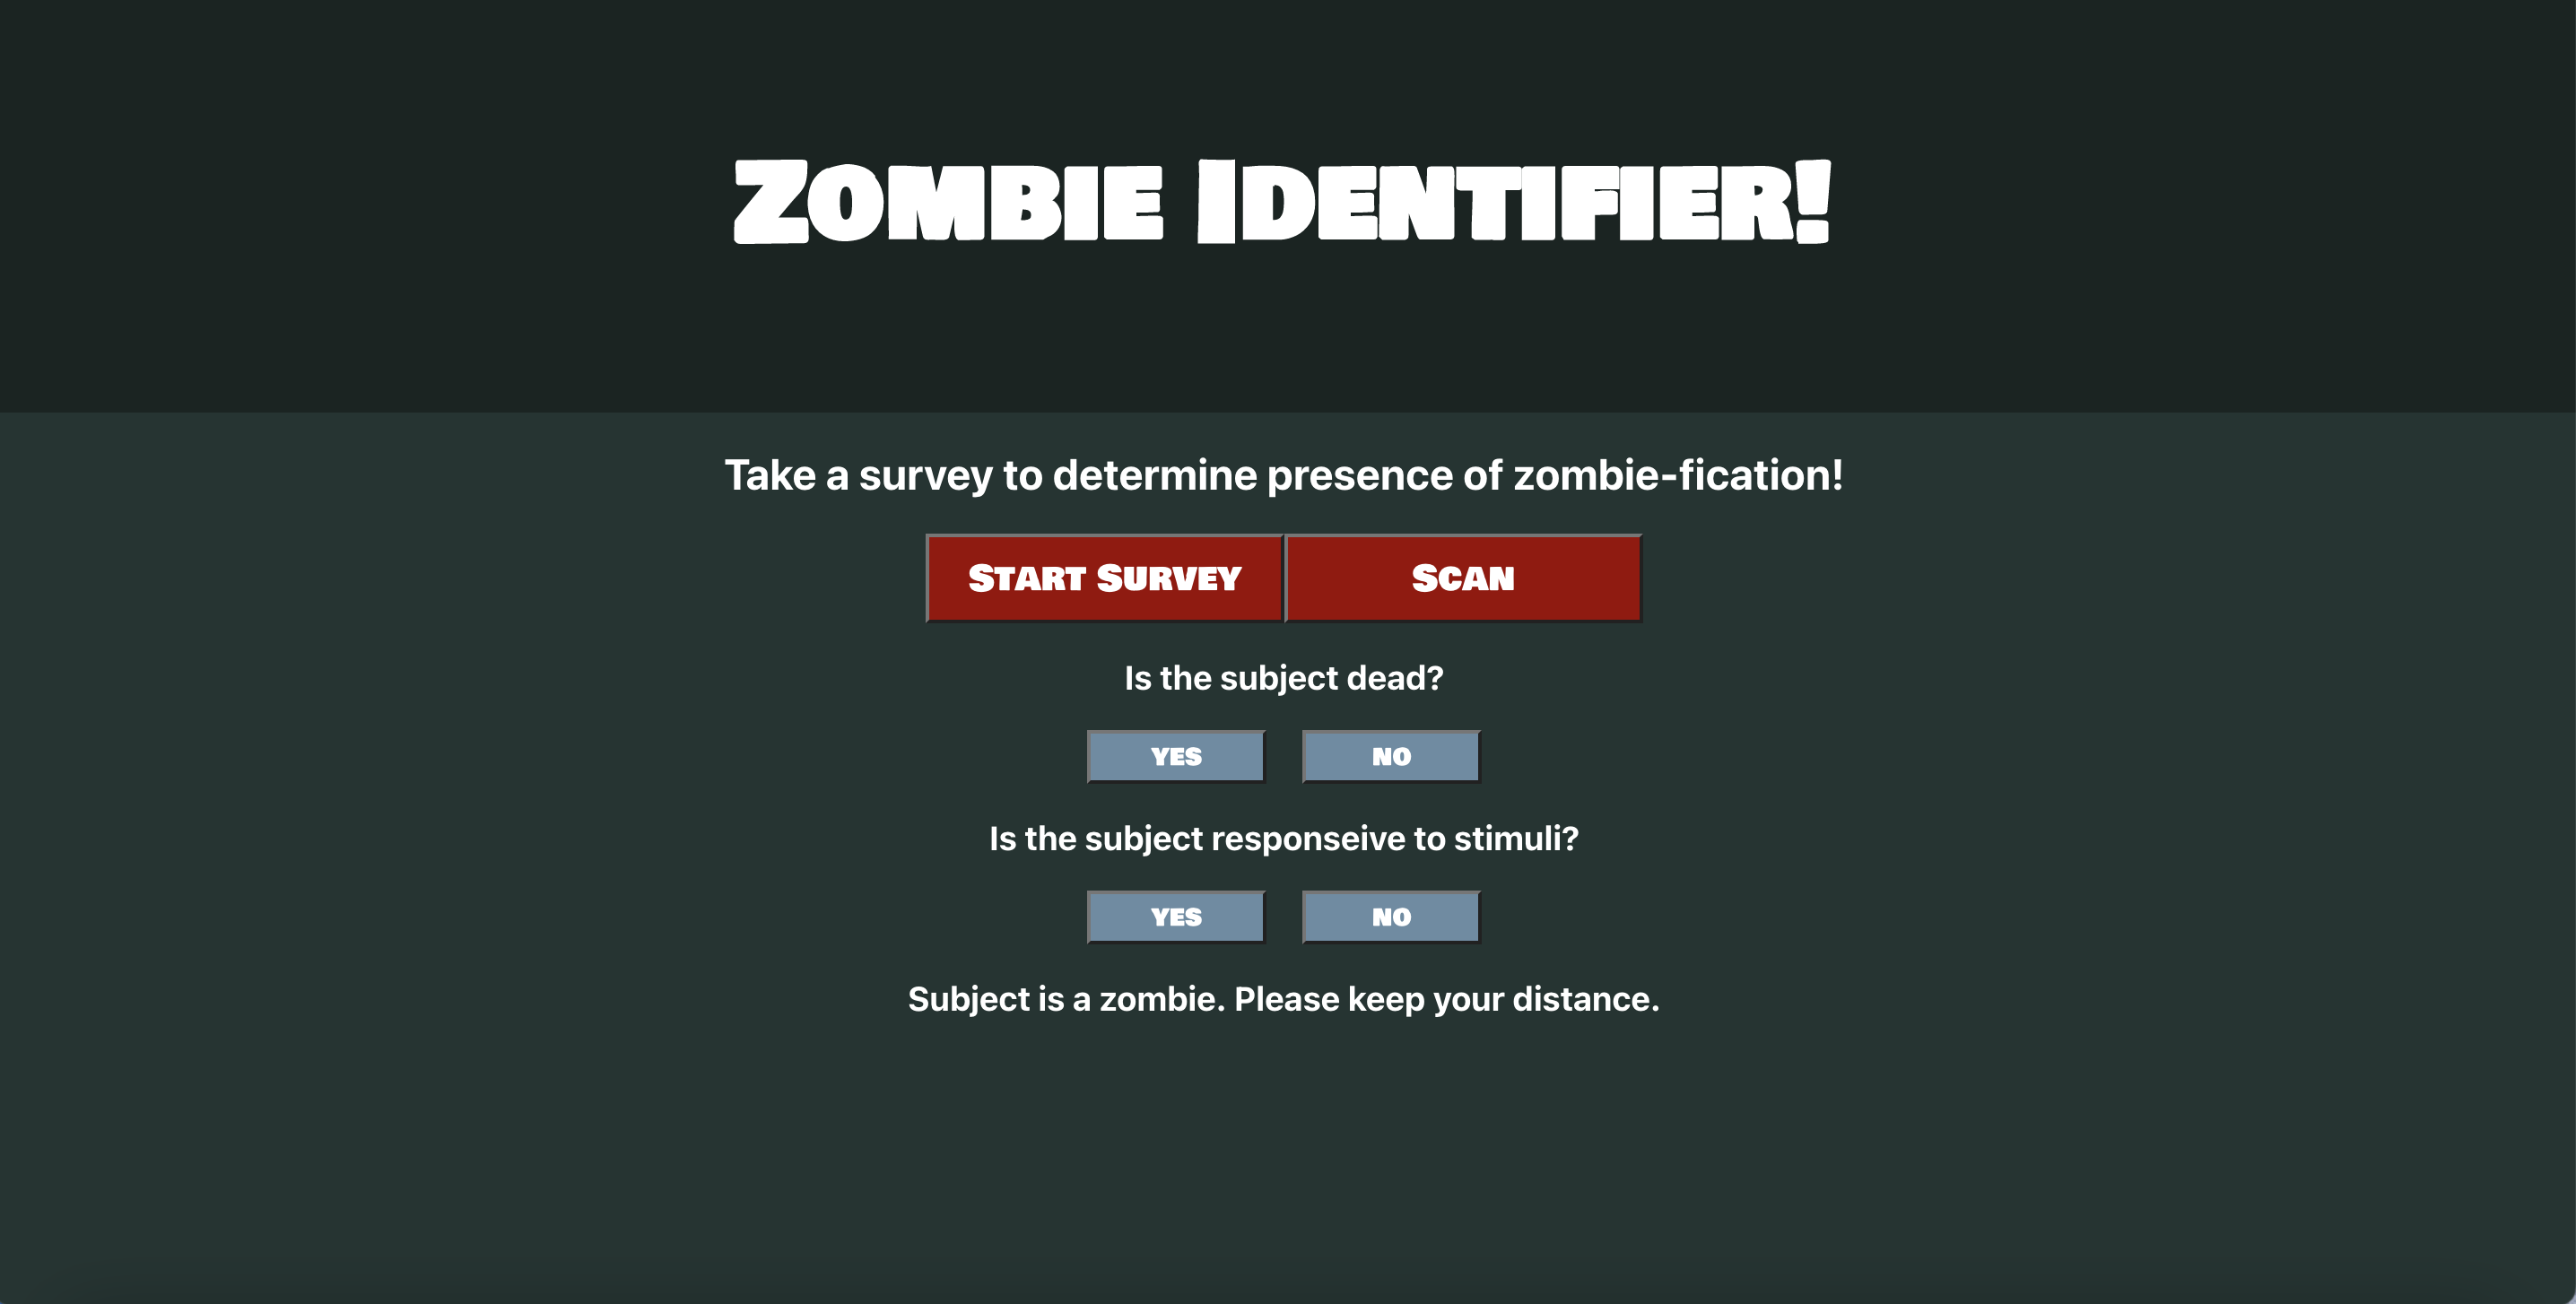 Zombie Identifier!
Take a survey to determine presence of zombie-fication!
Start Survey Scan
Is the subject dead?
YES NO
Is the subject responseive to stimuli?
YES NO
Subject is a zombie. Please keep your distance.